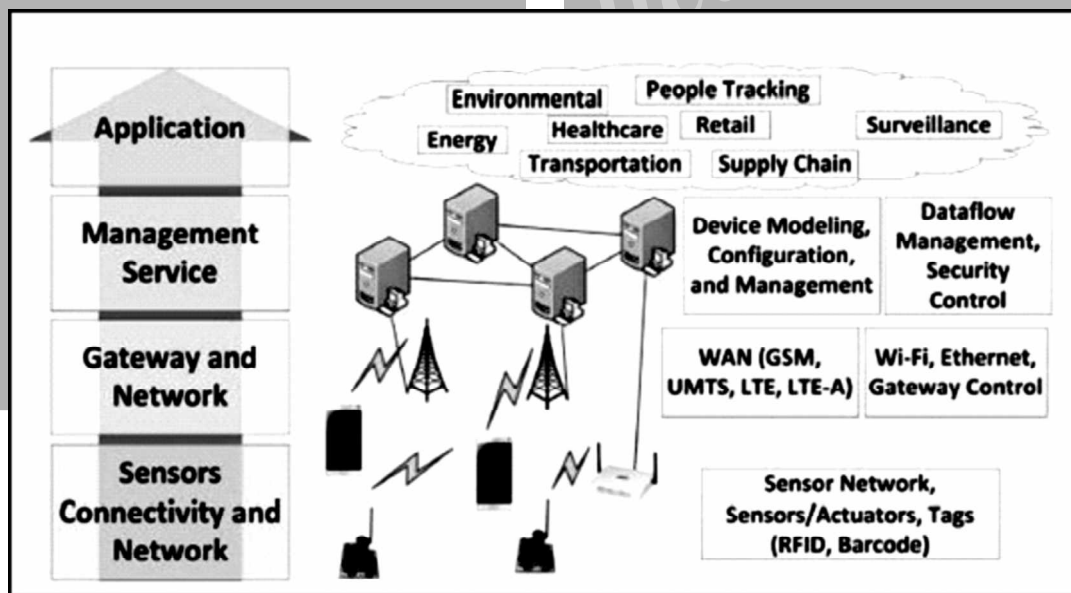 Application
Environmental
People Tracking
Energy
Healthcare
Retail
Surveillance
Transportation
Supply Chain
Management
Service
Device Modeling,
Configuration,
and Management
Dataflow
Management,
Security
Control
Gateway and
Network
WAN (GSM,
UMTS, LTE, LTE-A)
Wi-Fi, Ethernet,
Gateway Control
Sensors
Connectivity and
Network
Sensor Network,
Sensors/Actuators, Tags
(RFID, Barcode)